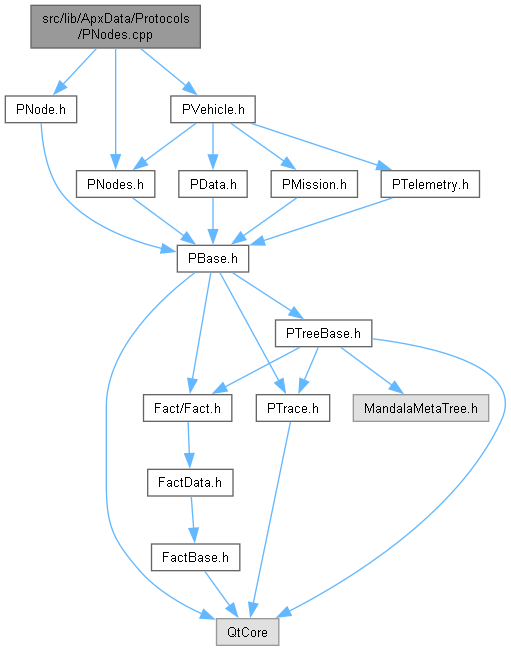 src/lib/ApxData/Protocols
/PNodes.cpp
PNode.h
PVehicle.h
PNodes.h
PData.h
PMission.h
PTelemetry.h
PBase.h
PTreeBase.h
Fact/Fact.h
PTrace.h
MandalaMetaTree.h
FactData.h
FactBase.h
QtCore